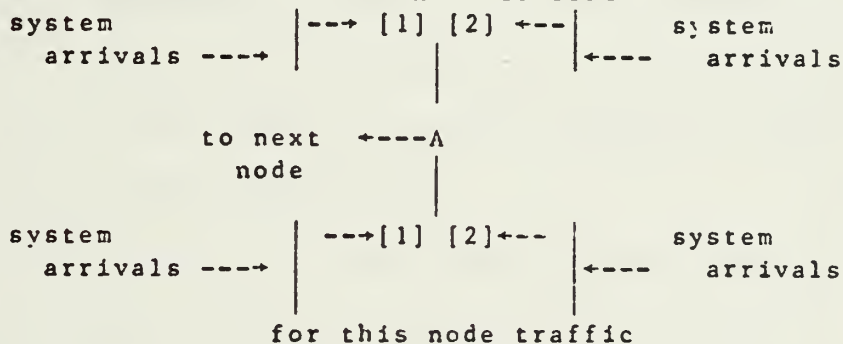 system |---→ [1] [2] ←---| system
arrivals ----→ | | |←--- arrivals
to next ←----Λ
node
system | ---→[1] [2]←--- | system
arrivals ----→ | | |←--- arrivals
for this node traffic